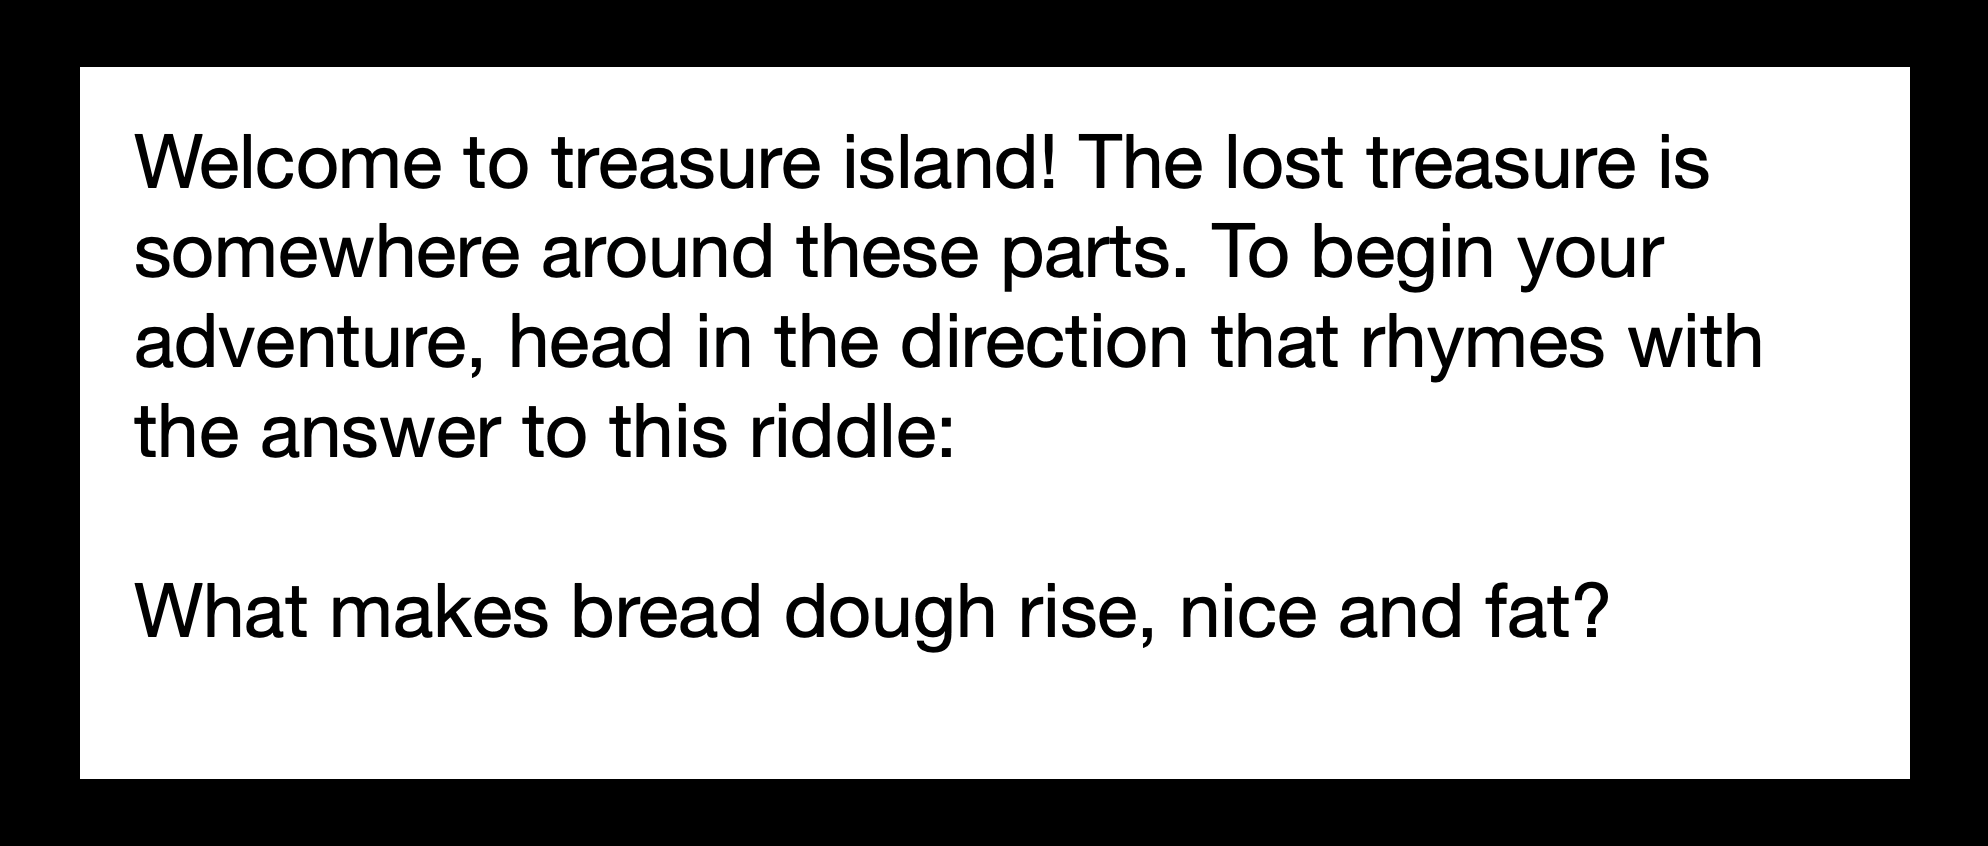 Welcome to treasure island! The lost treasure is
somewhere around these parts. To begin your
adventure, head in the direction that rhymes with
the answer to this riddle:
What makes bread dough rise, nice and fat?